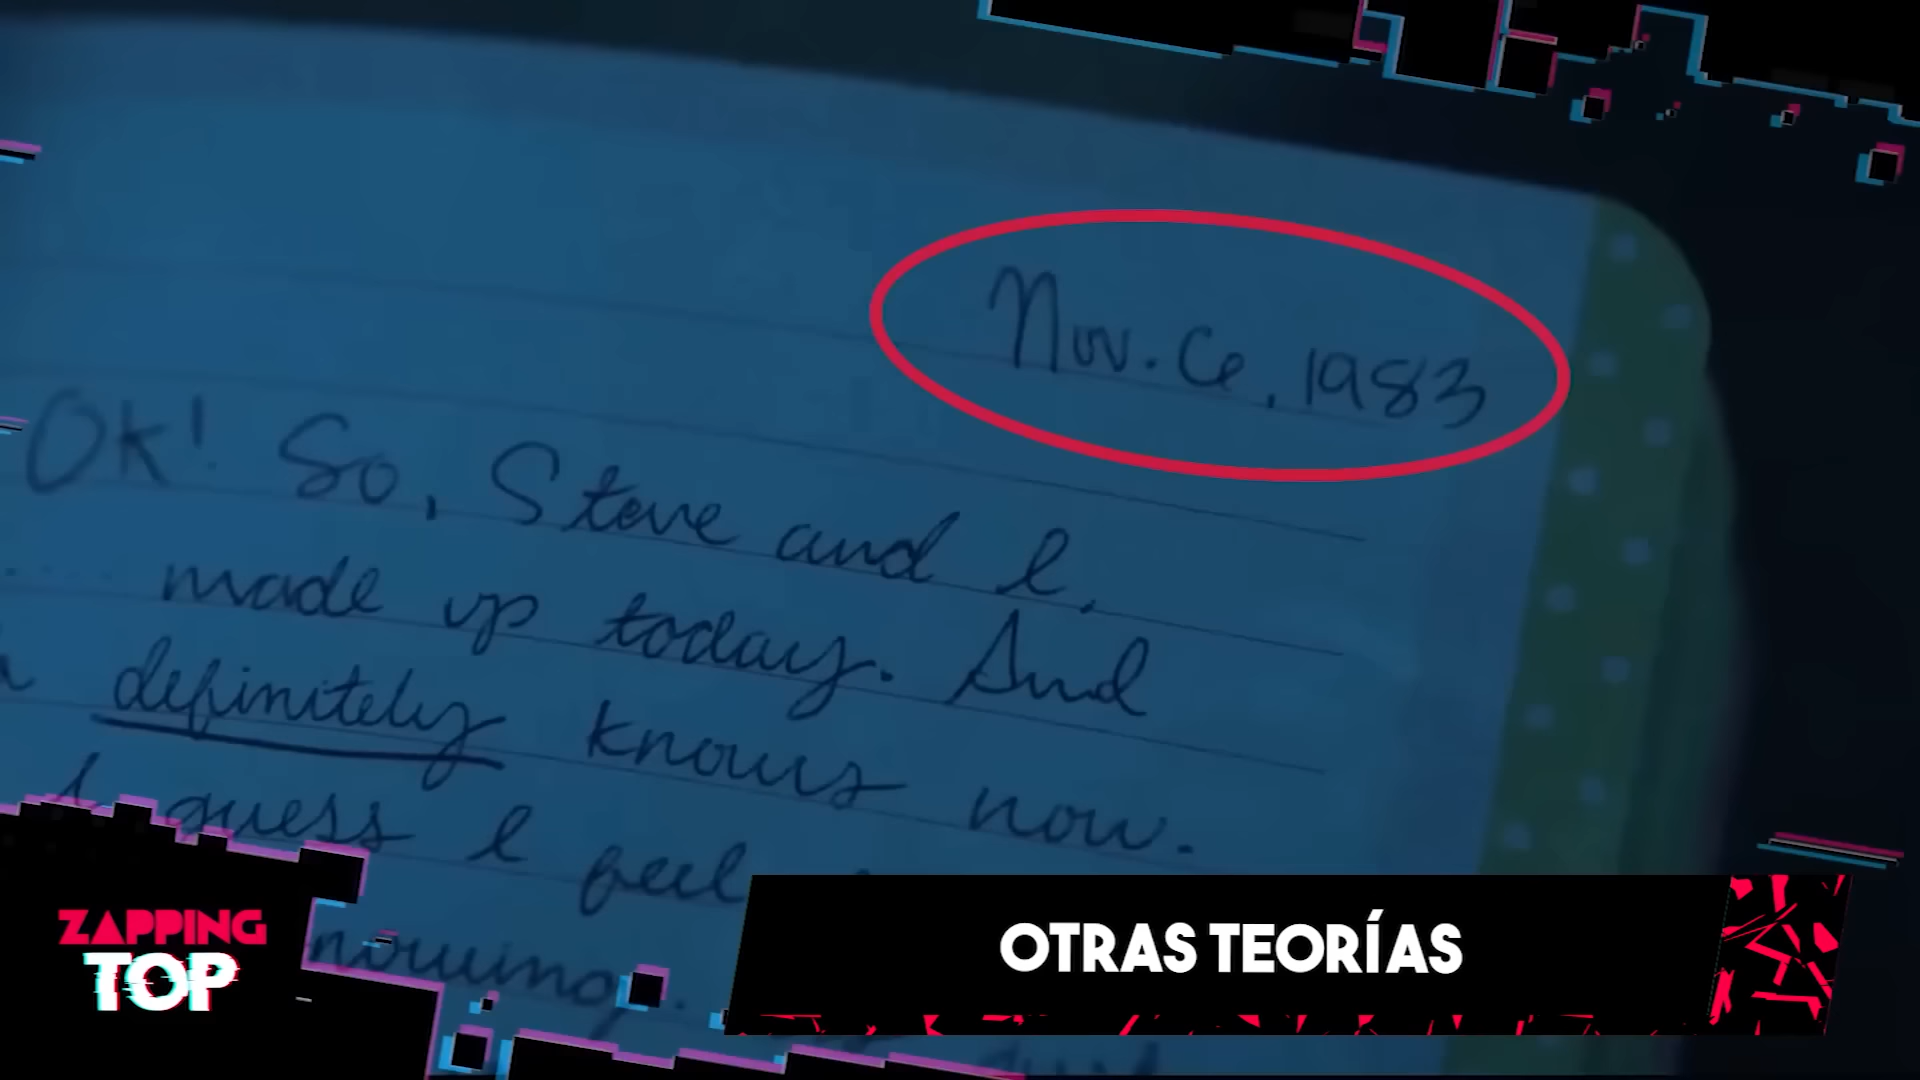 Nov. 6, 1983
OK! So, Steve and I,
made up today. And
definitely knows now.
I guess I feel
nowing.
ZAPPING
TOP
OTRAS TEORÍAS